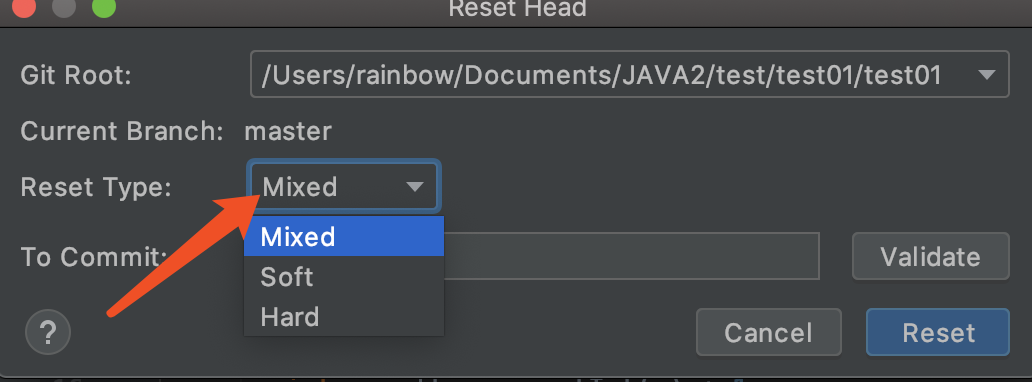 Reset Head
Git Root: /Users/rainbow/Documents/JAVA2/test/test01/test01
Current Branch: master
Reset Type: Mixed
Mixed
To Commit: Validate
Soft
Hard
? Cancel Reset